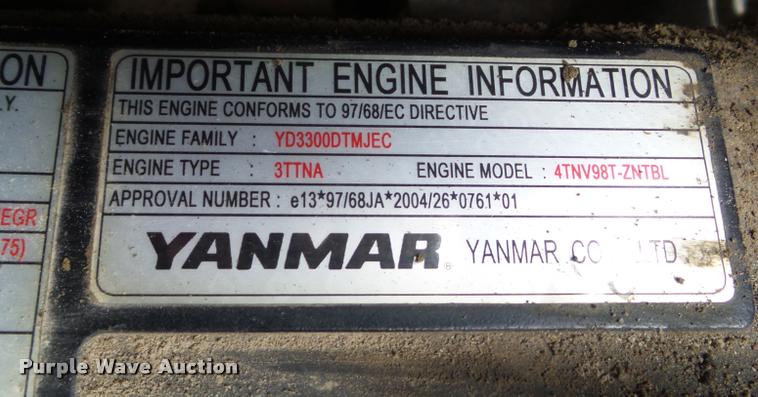 ON
Y.
EGR
75)
IMPORTANT ENGINE INFORMATION
THIS ENGINE CONFORMS TO 97/68/EC DIRECTIVE
ENGINE FAMILY : YD3300DTMJEC
ENGINE TYPE : 3TTNA ENGINE MODEL : 4TNV98T-ZNTBL
APPROVAL NUMBER : e13*97/68JA*2004/26*0761*01
YANMAR® YANMAR CO LTD
Purple Wave Auction